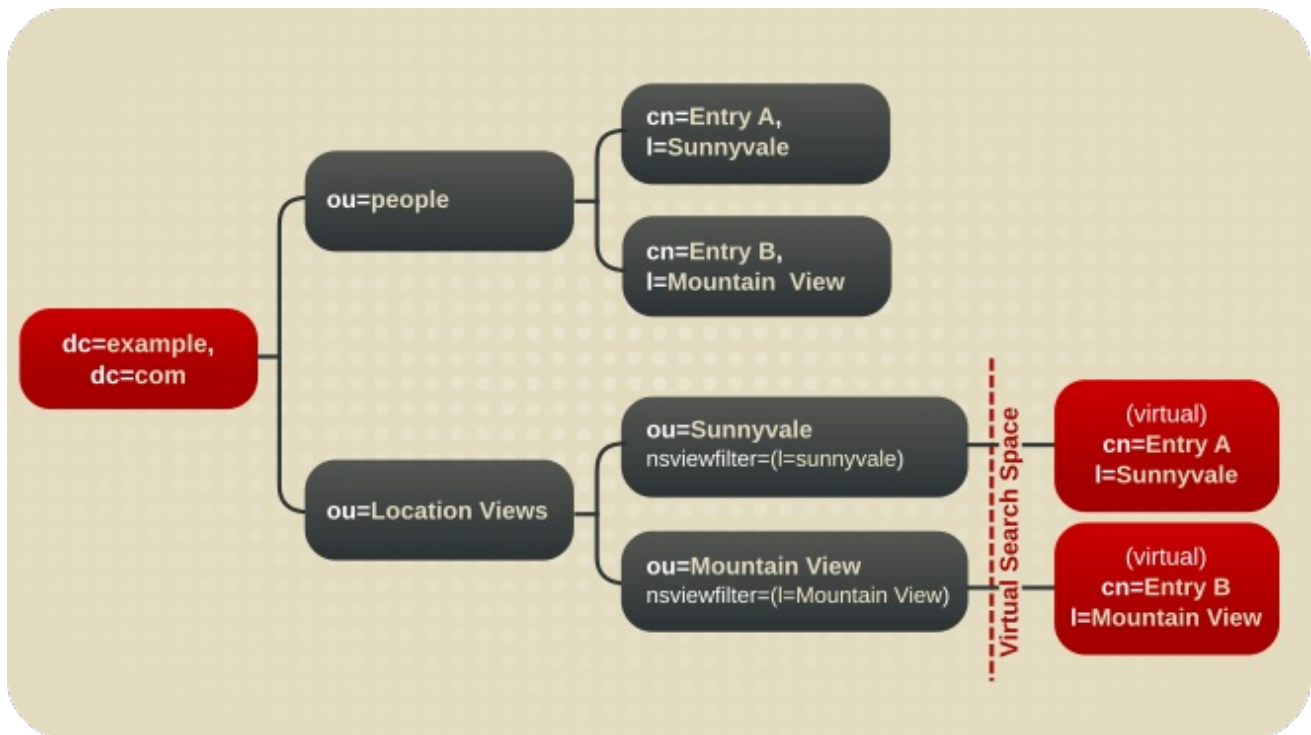 cn=Entry A,
l=Sunnyvale
ou=people
cn=Entry B,
l=Mountain  View
dc=example,
dc=com
ou=Sunnyvale
nsviewfilter=(l=sunnyvale)
(virtual)
cn=Entry A
l=Sunnyvale
ou=Location Views
ou=Mountain View
nsviewfilter=(l=Mountain View)
Virtual Search Space
(virtual)
cn=Entry B
l=Mountain View